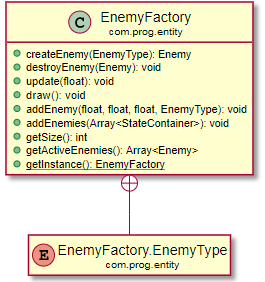 C EnemyFactory
com.prog.entity
createEnemy(EnemyType): Enemy
destroyEnemy(Enemy): void
update(float): void
draw(): void
addEnemy(float, float, float, EnemyType): void
addEnemies(Array<StateContainer>): void
getSize(): int
getActiveEnemies(): Array<Enemy>
getInstance(): EnemyFactory
E EnemyFactory.EnemyType
com.prog.entity